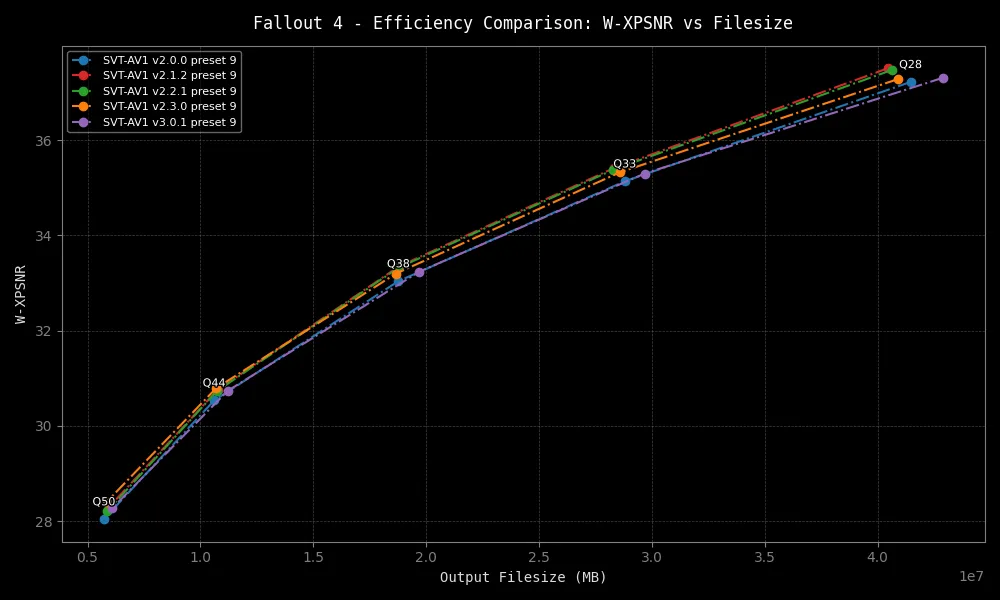 Fallout 4 - Efficiency Comparison: W-XPSNR vs Filesize
SVT-AV1 v2.0.0 preset 9
SVT-AV1 v2.1.2 preset 9
SVT-AV1 v2.2.1 preset 9
SVT-AV1 v2.3.0 preset 9
SVT-AV1 v3.0.1 preset 9
Q28
Q33
Q38
Q44
Q50
W-XPSNR
36
34
32
30
28
0.5 1.0 1.5 2.0 2.5 3.0 3.5 4.0
1e7
Output Filesize (MB)